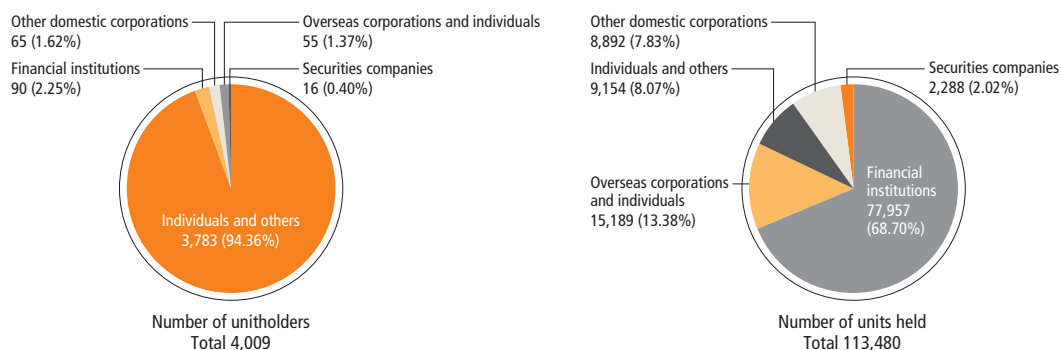 Other domestic corporations
65 (1.62%)
Financial institutions
90 (2.25%)
Overseas corporations and individuals
55 (1.37%)
Securities companies
16 (0.40%)
Individuals and others
3,783 (94.36%)
Number of unitholders
Total 4,009
Other domestic corporations
8,892 (7.83%)
Individuals and others
9,154 (8.07%)
Overseas corporations
and individuals
15,189 (13.38%)
Securities companies
2,288 (2.02%)
Financial
institutions
77,957
(68.70%)
Number of units held
Total 113,480